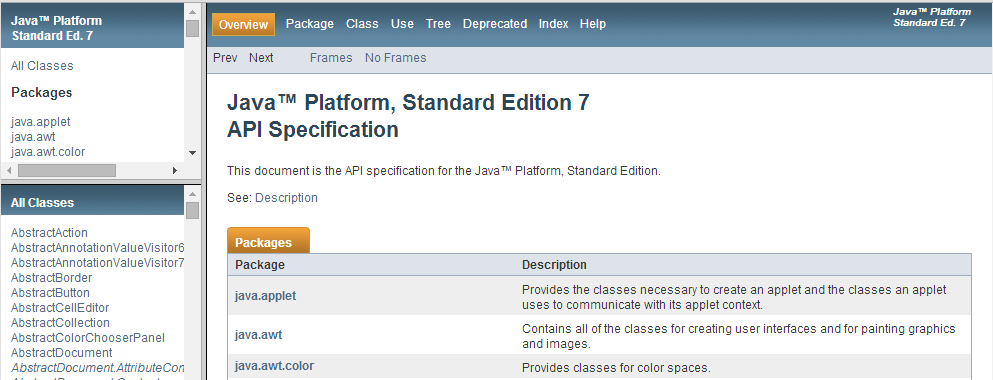 Java™ Platform
Standard Ed. 7
All Classes
Packages
java.applet
java.awt
java.awt.color
All Classes
AbstractAction
AbstractAnnotationValueVisitor6
AbstractAnnotationValueVisitor7
AbstractBorder
AbstractButton
AbstractCellEditor
AbstractCollection
AbstractColorChooserPanel
AbstractDocument
AbstractDocument.AttributeCon
Overview Package Class Use Tree Deprecated Index Help
Java™ Platform
Standard Ed. 7
Prev Next Frames No Frames
Java™ Platform, Standard Edition 7
API Specification
This document is the API specification for the Java™ Platform, Standard Edition.
See: Description
Packages
Package Description
java.applet Provides the classes necessary to create an applet and the classes an applet
uses to communicate with its applet context.
java.awt Contains all of the classes for creating user interfaces and for painting graphics
and images.
java.awt.color Provides classes for color spaces.